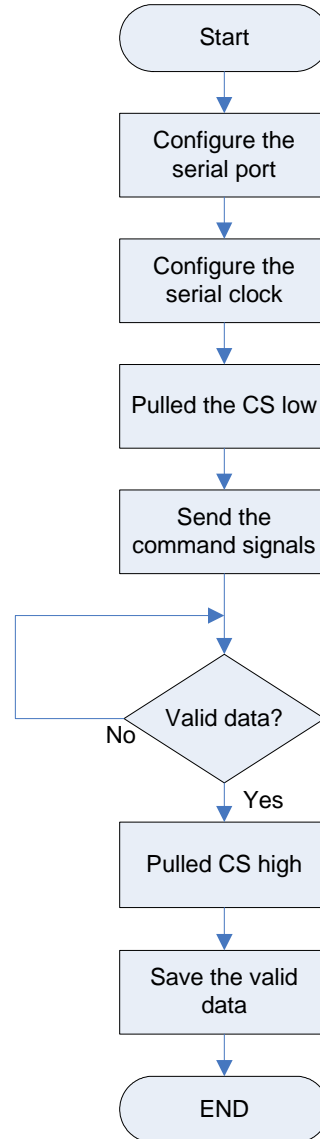 Start
Configure the
serial port
Configure the
serial clock
Pulled the CS low
Send the
command signals
Valid data?
No
Yes
Pulled CS high
Save the valid
data
END